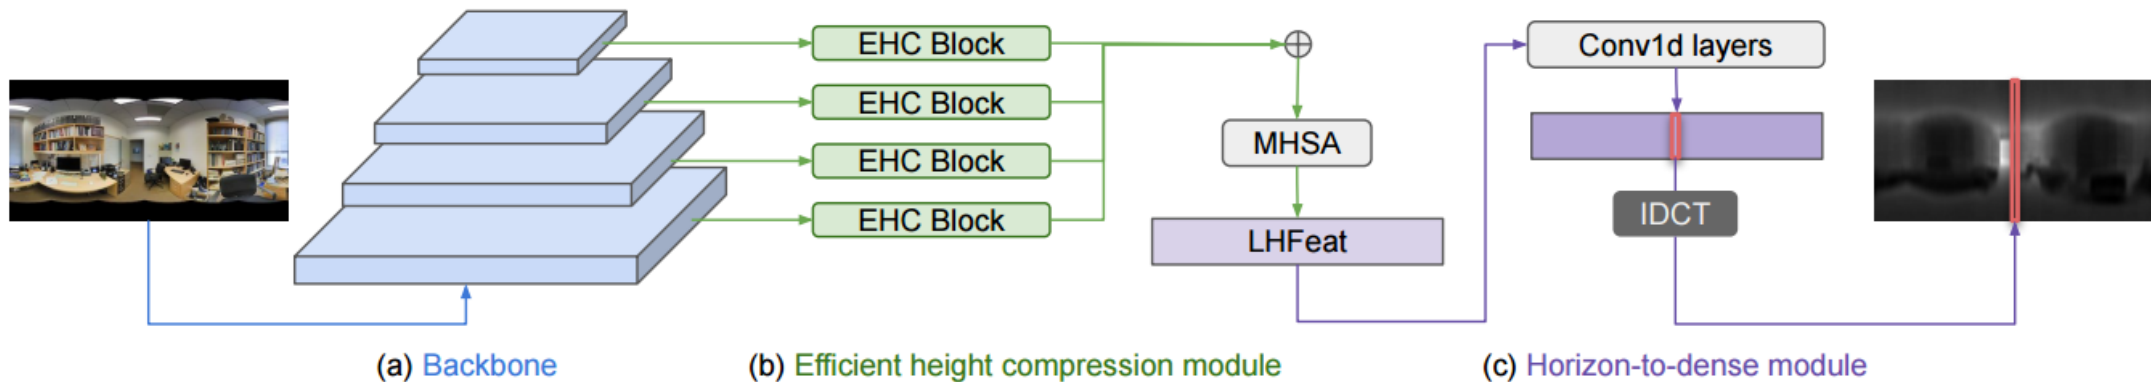 EHC Block
EHC Block
EHC Block
EHC Block
MHSA
LHFeat
Conv1d layers
IDCT
(a) Backbone
(b) Efficient height compression module
(c) Horizon-to-dense module